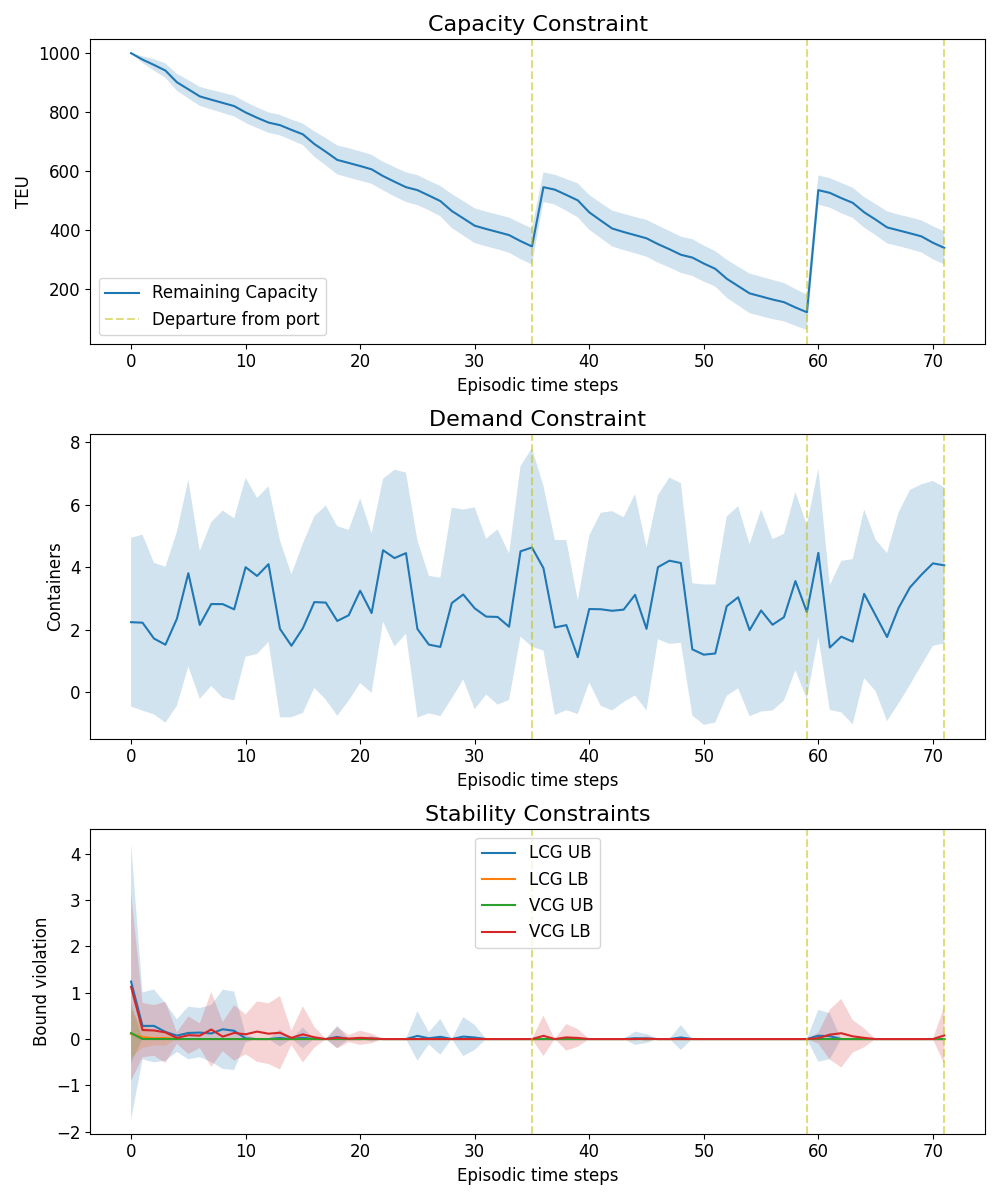 Capacity Constraint
1000
800
600
400
200
TEU
Remaining Capacity
Departure from port
0 10 20 30 40 50 60 70
Episodic time steps
Demand Constraint
8
6
4
2
0
Containers
0 10 20 30 40 50 60 70
Episodic time steps
Stability Constraints
4
3
2
1
0
−1
−2
Bound violation
LCG UB
LCG LB
VCG UB
VCG LB
0 10 20 30 40 50 60 70
Episodic time steps